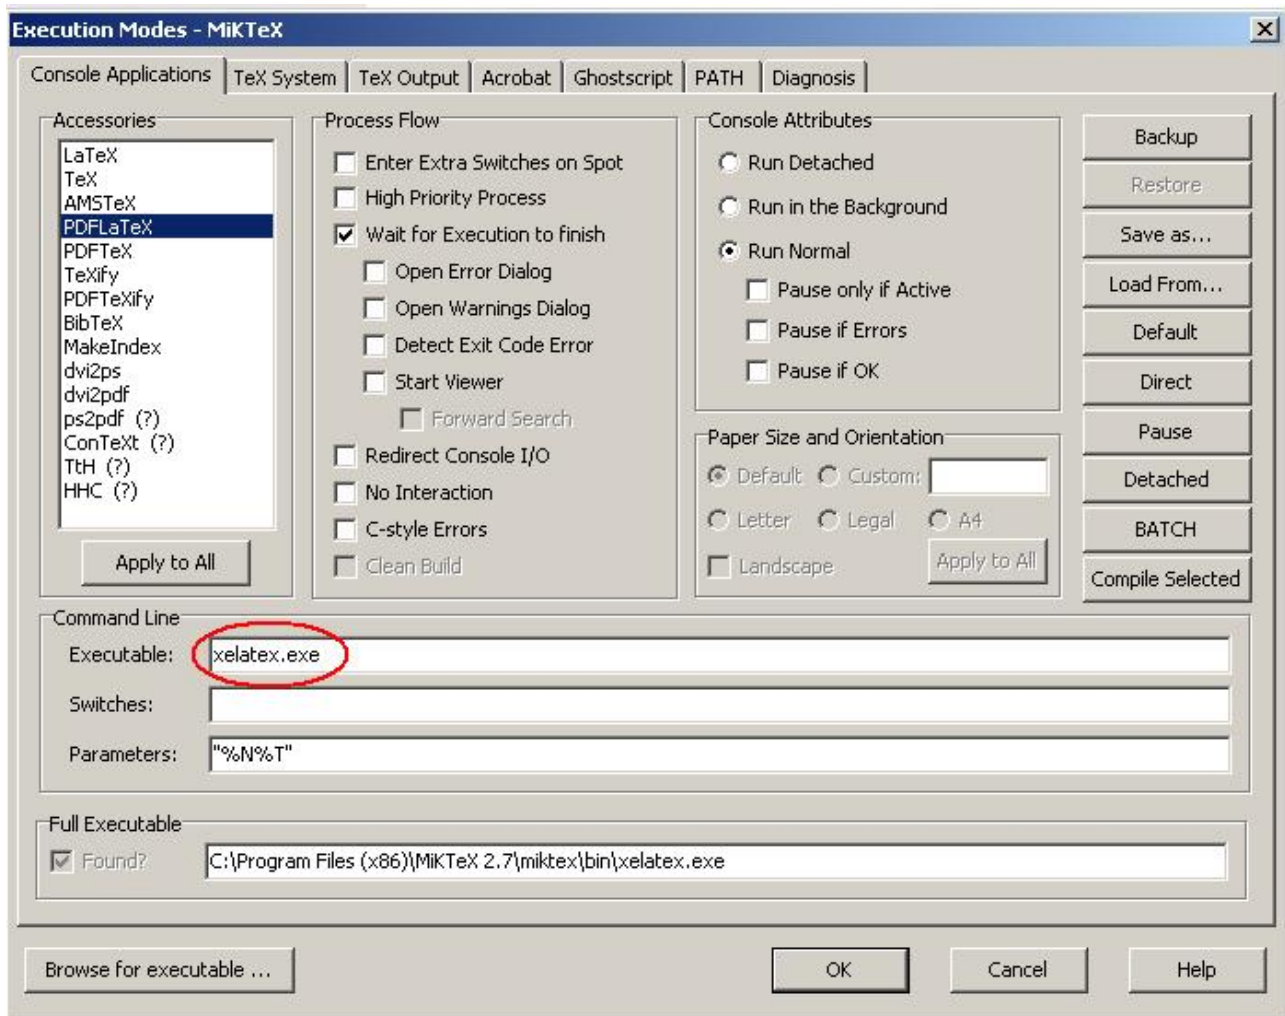 Execution Modes - MiKTeX
Console Applications TeX System TeX Output Acrobat Ghostscript PATH Diagnosis
Accessories
LaTeX
TeX
AMSTeX
PDFLaTeX
PDFTeX
TeXify
PDFTeXify
BibTeX
MakeIndex
dvi2ps
dvi2pdf
ps2pdf (?)
ConTeXt (?)
TtH (?)
HHC (?)
Apply to All
Process Flow
Enter Extra Switches on Spot
High Priority Process
Wait for Execution to finish
Open Error Dialog
Open Warnings Dialog
Detect Exit Code Error
Start Viewer
Forward Search
Redirect Console I/O
No Interaction
C-style Errors
Clean Build
Console Attributes
Run Detached
Run in the Background
Run Normal
Pause only if Active
Pause if Errors
Pause if OK
Paper Size and Orientation
Default Custom:
Letter Legal A4
Landscape Apply to All
Backup
Restore
Save as...
Load From...
Default
Direct
Pause
Detached
BATCH
Compile Selected
Command Line
Executable: xelatex.exe
Switches:
Parameters: "%N%T"
Full Executable
Found? C:\Program Files (x86)\MiKTeX 2.7\miktex\bin\xelatex.exe
Browse for executable ... OK Cancel Help